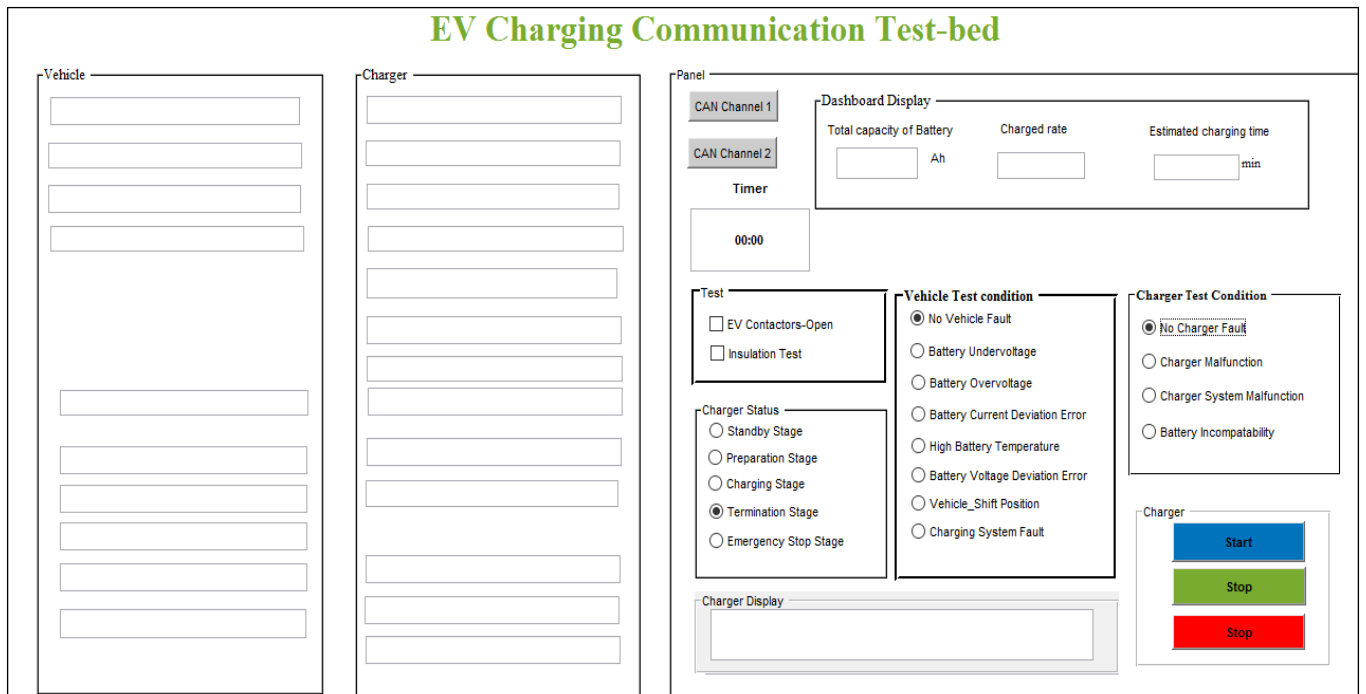 EV Charging Communication Test-bed
Vehicle
Charger
Panel
CAN Channel 1
CAN Channel 2
Timer
00:00
Dashboard Display
Total capacity of Battery
Ah
Charged rate
Estimated charging time
min
Test
EV Contactors-Open
Insulation Test
Charger Status
Standby Stage
Preparation Stage
Charging Stage
Termination Stage
Emergency Stop Stage
Vehicle Test condition
No Vehicle Fault
Battery Undervoltage
Battery Overvoltage
Battery Current Deviation Error
High Battery Temperature
Battery Voltage Deviation Error
Vehicle_Shift Position
Charging System Fault
Charger Test Condition
No Charger Fault
Charger Malfunction
Charger System Malfunction
Battery Incompatability
Charger
Start
Stop
Stop
Charger Display